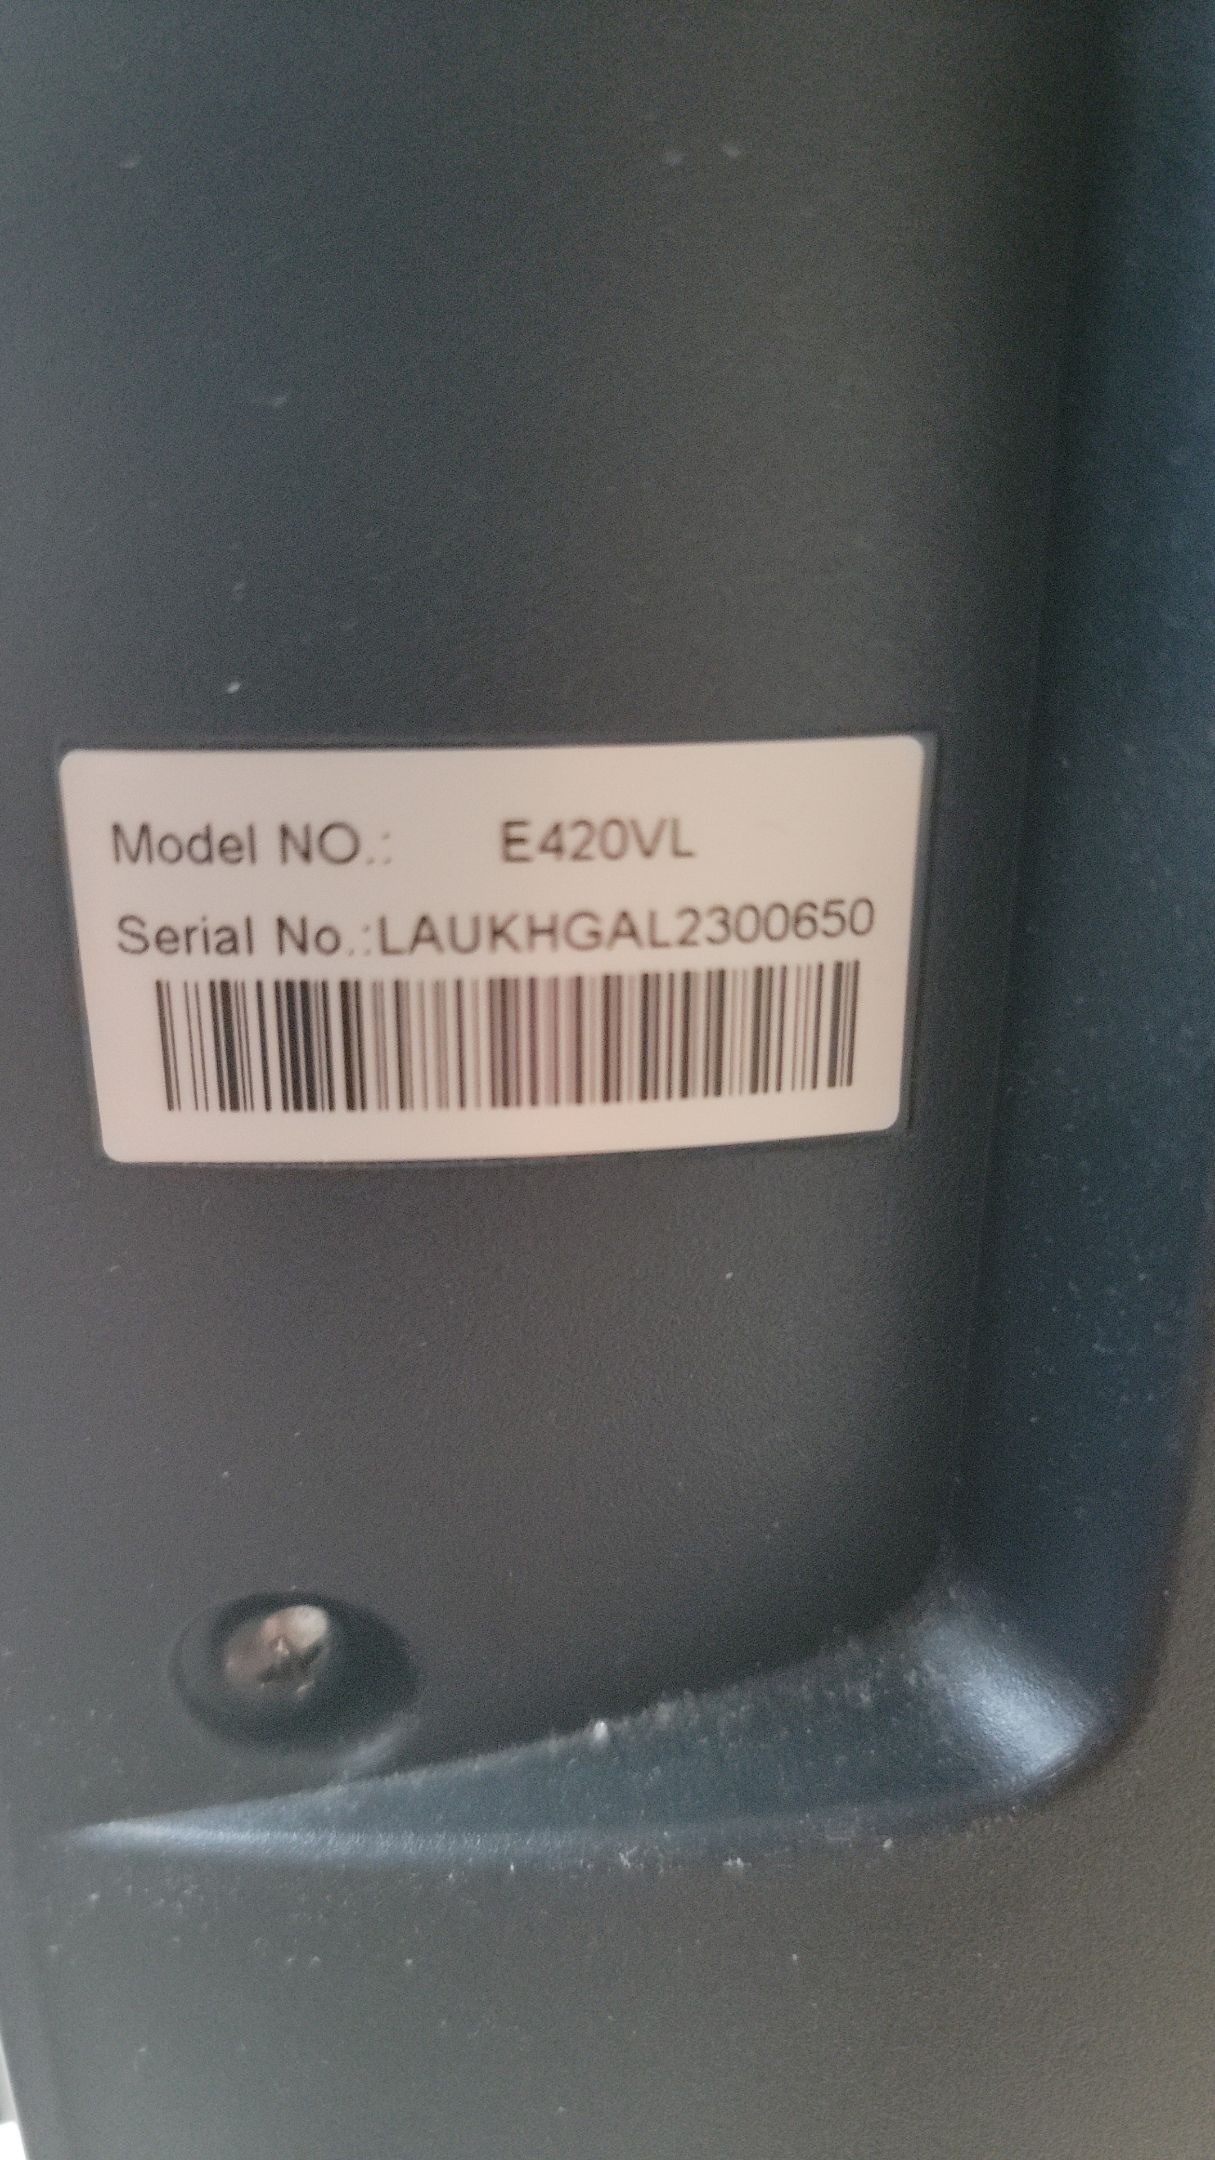 Model NO.: E420VL
Serial No.:LAUKHGAL2300650